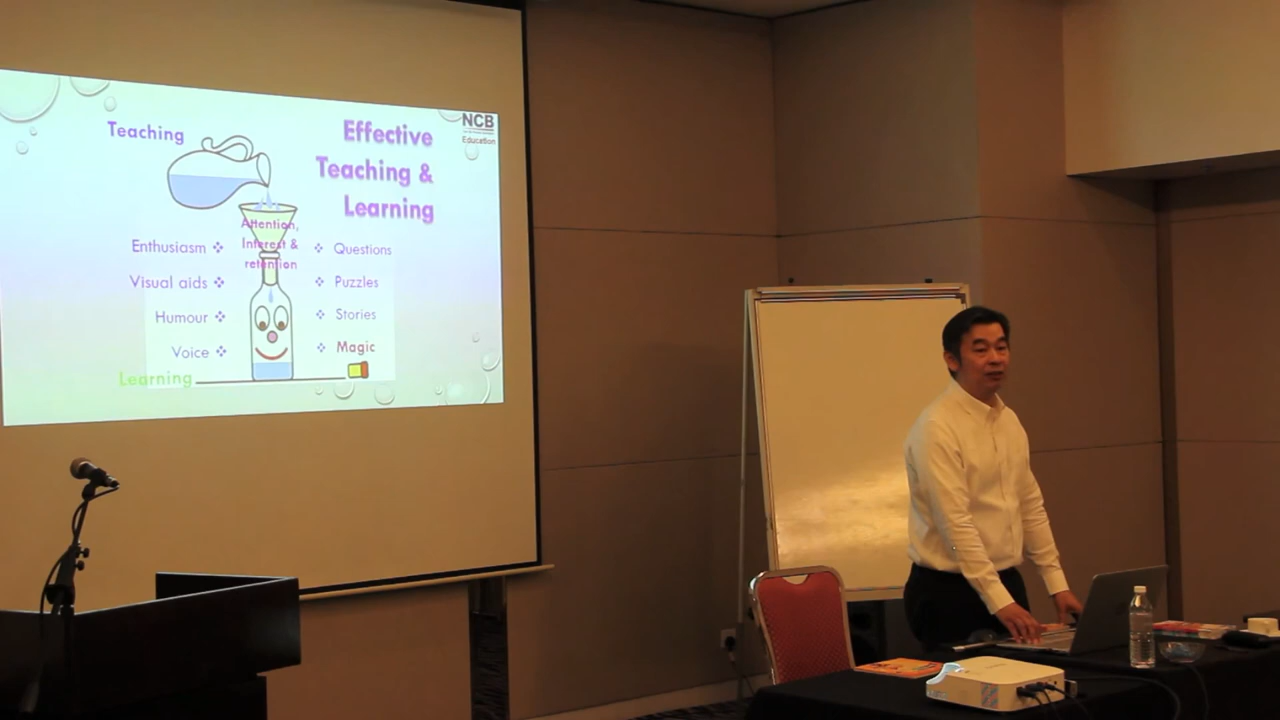 Teaching
Effective
Teaching &
Learning
NCB
Education
Attention,
Interest &
retention
Enthusiasm ❖
Visual aids ❖
Humour ❖
Voice ❖
❖ Questions
❖ Puzzles
❖ Stories
❖ Magic
Learning